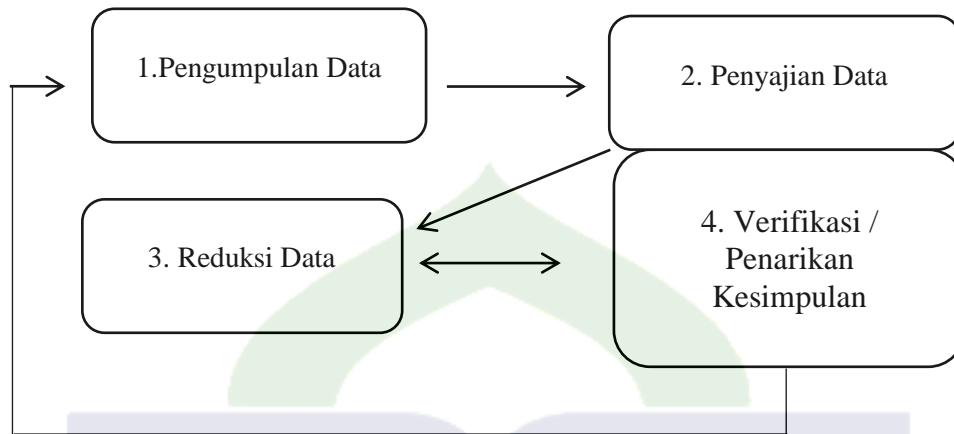 1.Pengumpulan Data
2. Penyajian Data
3. Reduksi Data
4. Verifikasi /
Penarikan
Kesimpulan